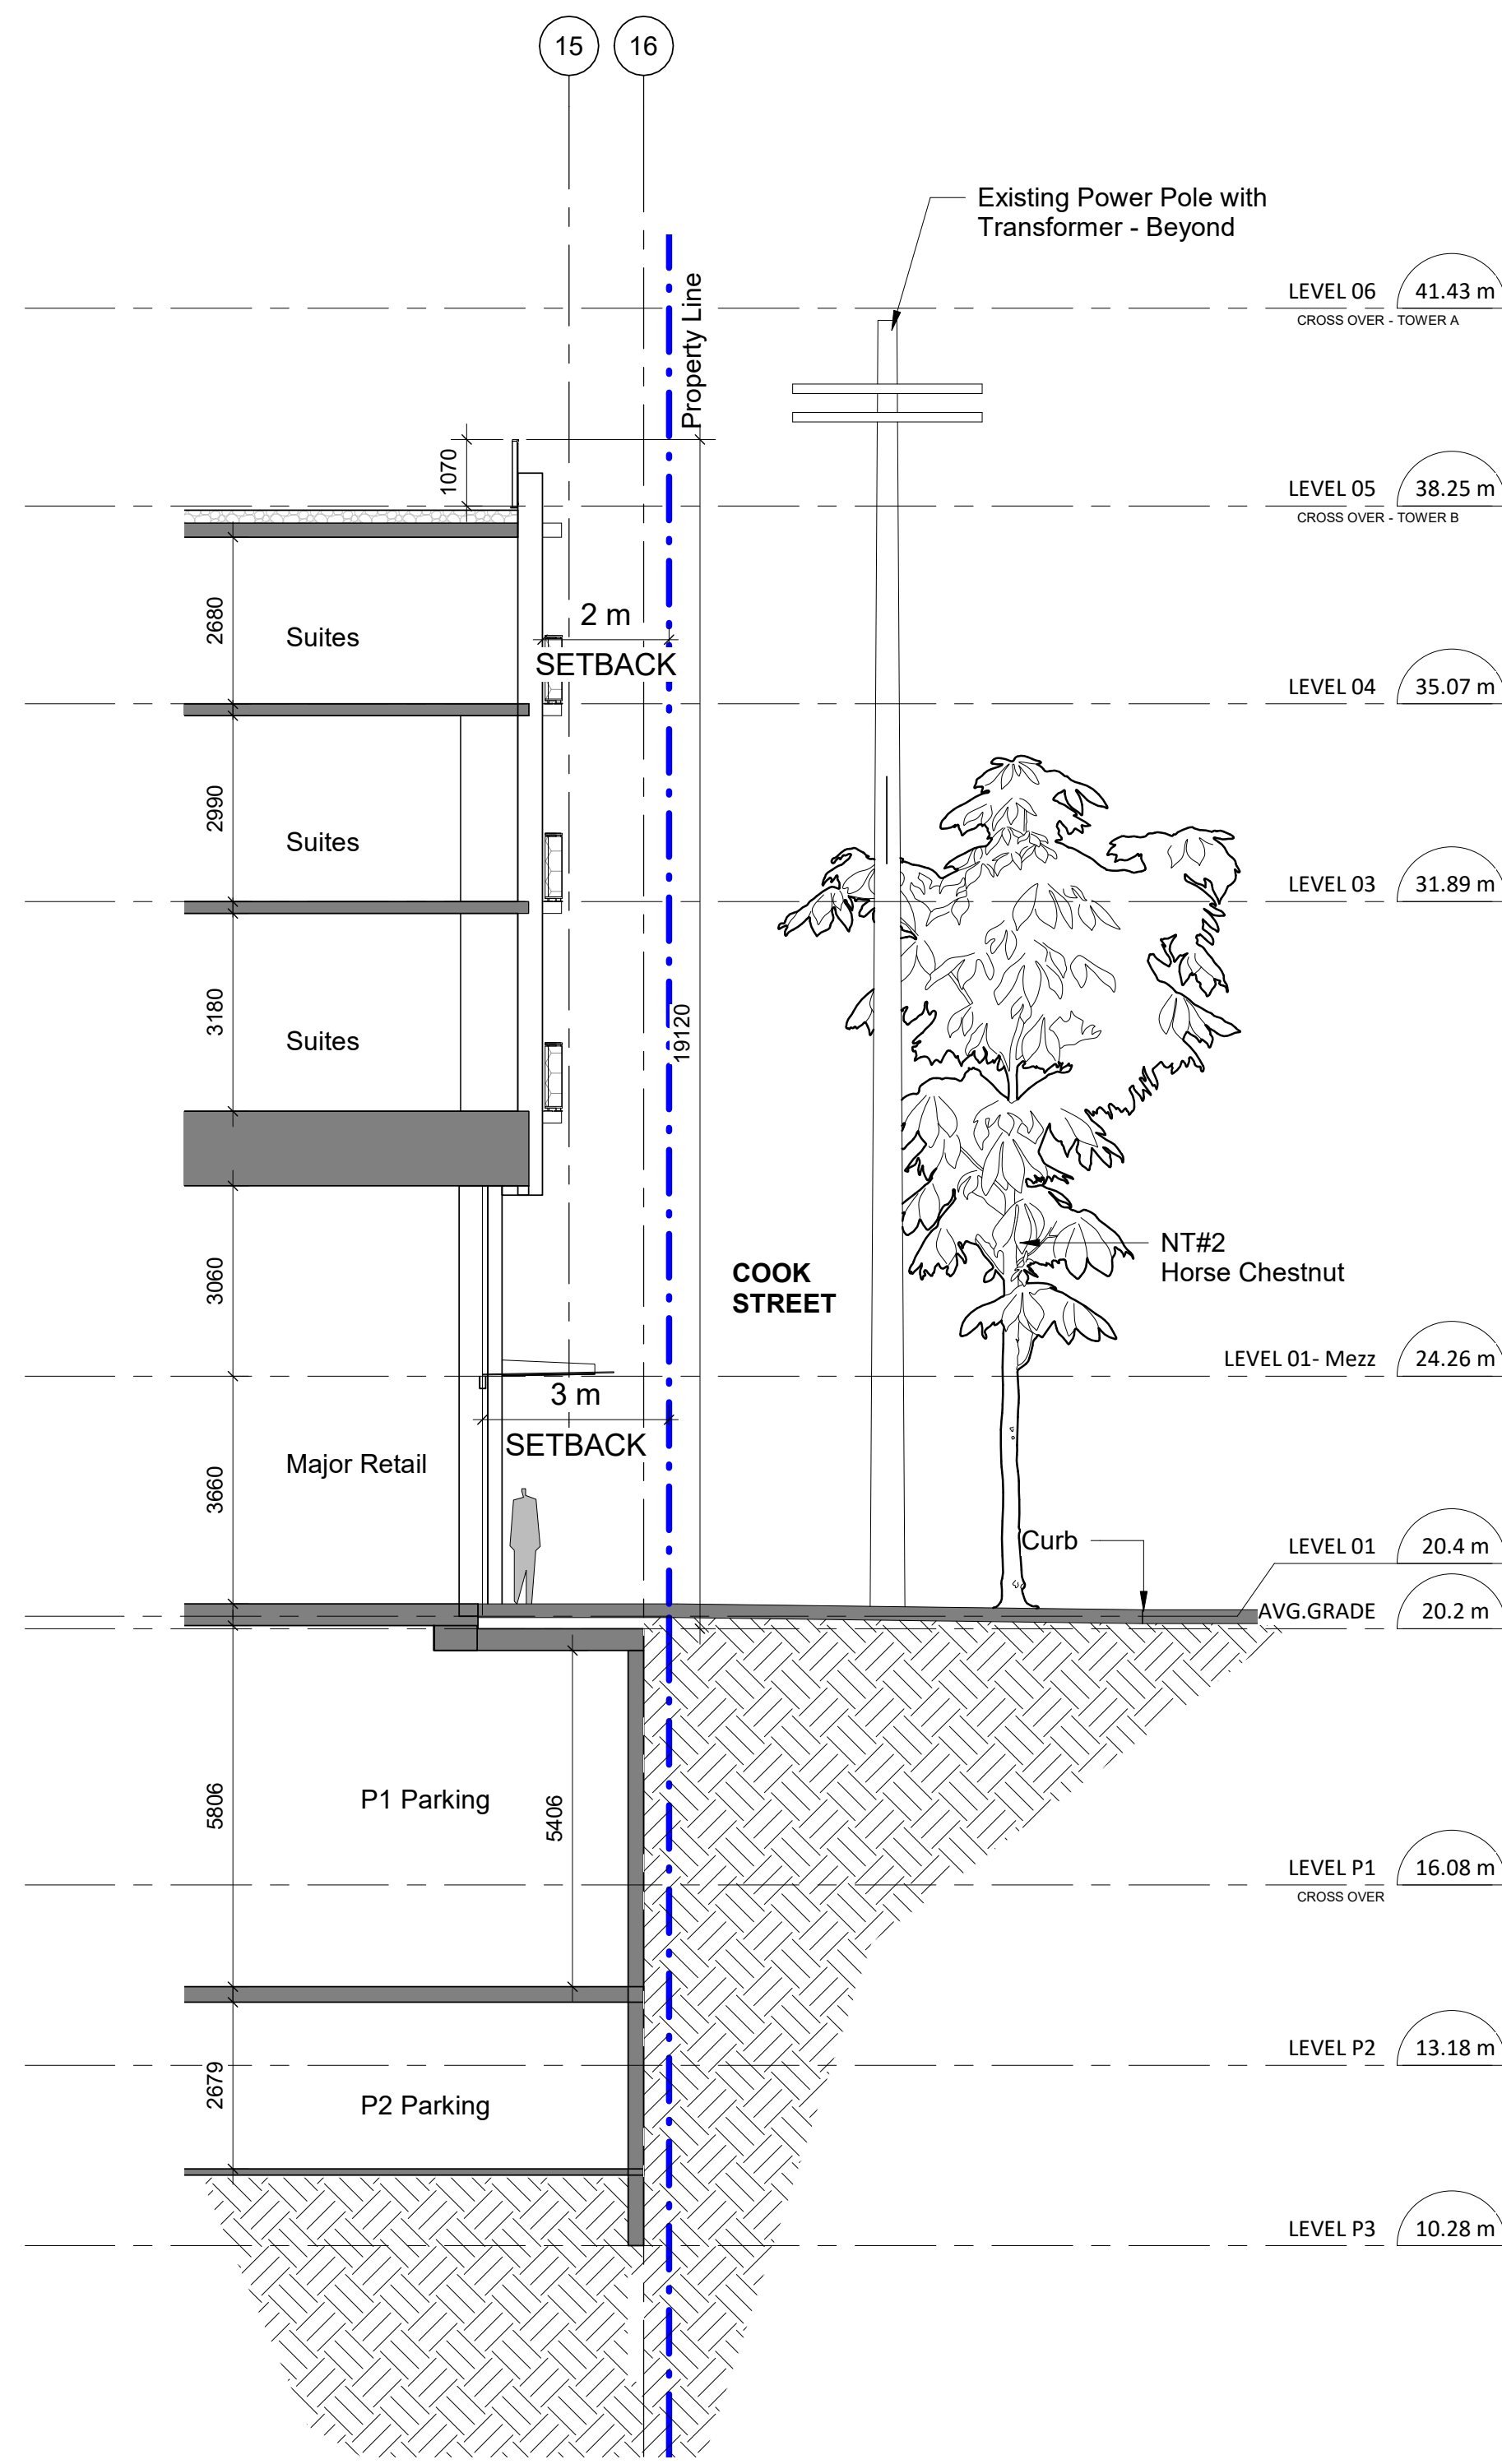 15
16
Existing Power Pole with
Transformer - Beyond
Property Line
LEVEL 06 41.43 m
CROSS OVER - TOWER A
1070
LEVEL 05 38.25 m
CROSS OVER - TOWER B
2680
Suites
2 m
SETBACK
LEVEL 04 35.07 m
2990
Suites
LEVEL 03 31.89 m
3180
Suites
19120
3060
COOK
STREET
NT#2
Horse Chestnut
LEVEL 01- Mezz 24.26 m
3 m
SETBACK
3660
Major Retail
Curb
LEVEL 01 20.4 m
AVG.GRADE 20.2 m
5806
P1 Parking
5406
LEVEL P1 16.08 m
CROSS OVER
LEVEL P2 13.18 m
2679
P2 Parking
LEVEL P3 10.28 m